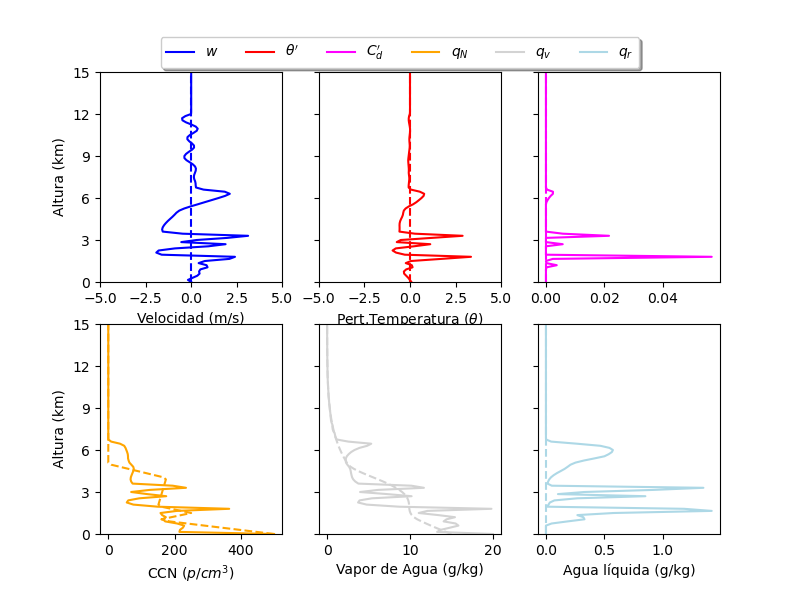 w θ′ C′d qN qv qr
15
12
9
6
3
0
Altura (km)
−5.0 −2.5 0.0 2.5 5.0
Velocidad (m/s)
−5.0 −2.5 0.0 2.5 5.0
Pert.Temperatura (θ)
0.00 0.02 0.04
15
12
9
6
3
0
Altura (km)
0 200 400
CCN (p/cm³)
0 10 20
Vapor de Agua (g/kg)
0.0 0.5 1.0
Agua líquida (g/kg)